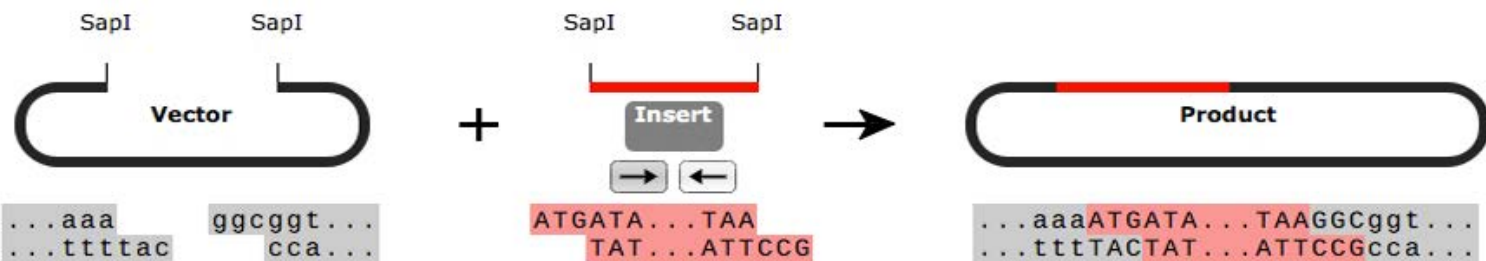 SapI SapI SapI SapI
Vector + Insert → Product
→ ←
...aaa ggcggt... ATGATA...TAA ...aaaATGATA...TAAGGCggt...
...ttttac cca... TAT...ATTCCG ...tttTACTAT...ATTCCGcca...